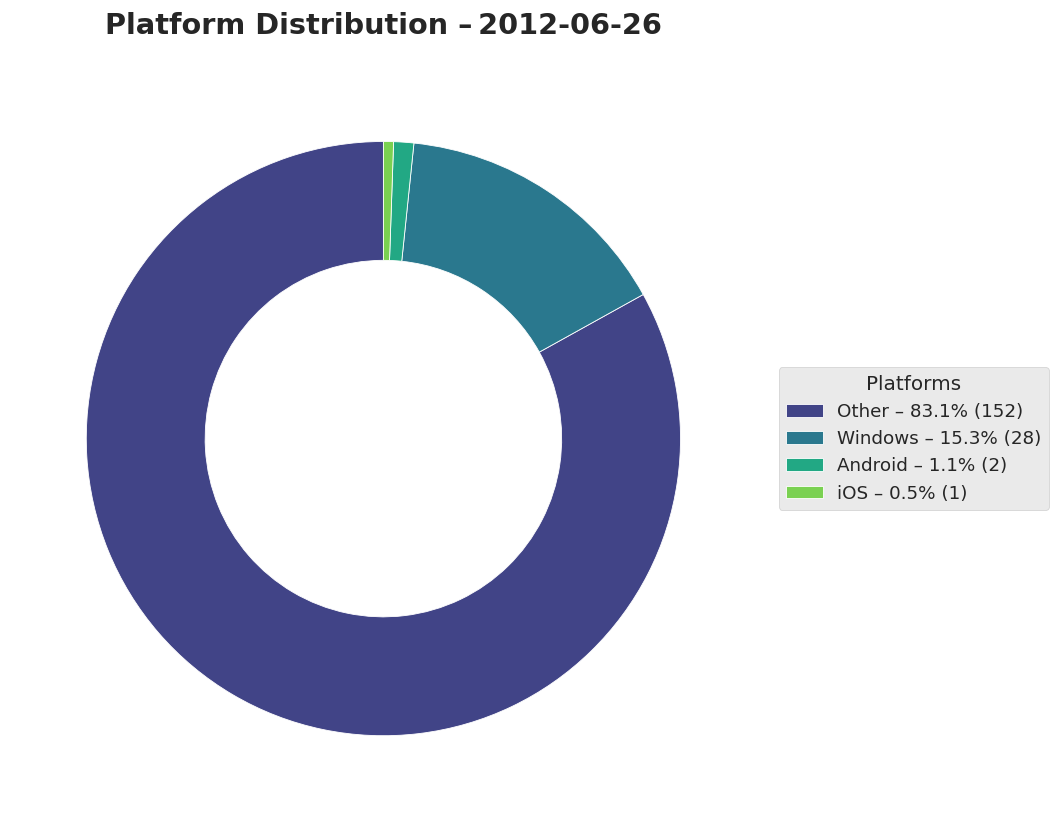 Platform Distribution – 2012-06-26
Platforms
Other – 83.1% (152)
Windows – 15.3% (28)
Android – 1.1% (2)
iOS – 0.5% (1)